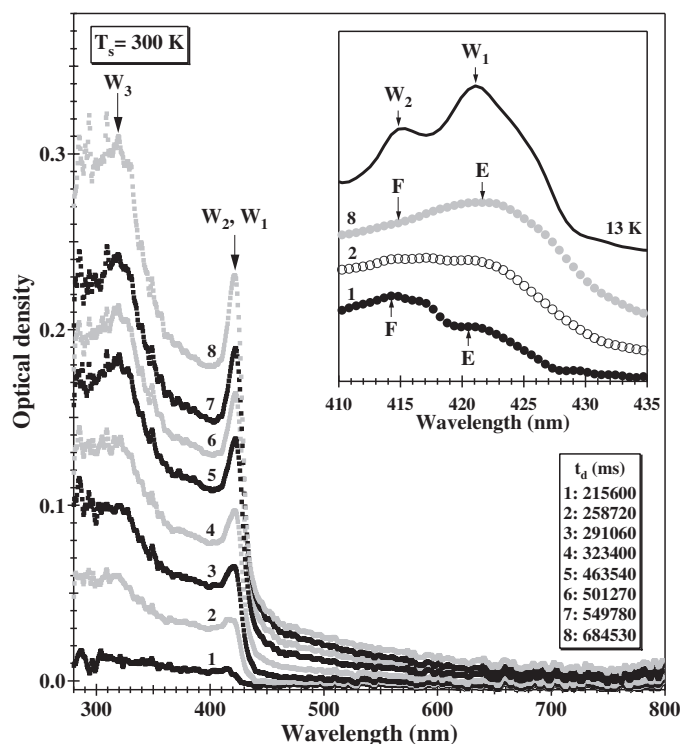 T_s= 300 K
W_3
W_2, W_1
8
7
6
5
4
3
2
1
0.3
0.2
0.1
0.0
Optical density
300 400 500 600 700 800
Wavelength (nm)
W_1
W_2
F
E
8
13 K
2
1
F
E
410 415 420 425 430 435
Wavelength (nm)
t_d (ms)
1: 215600
2: 258720
3: 291060
4: 323400
5: 463540
6: 501270
7: 549780
8: 684530